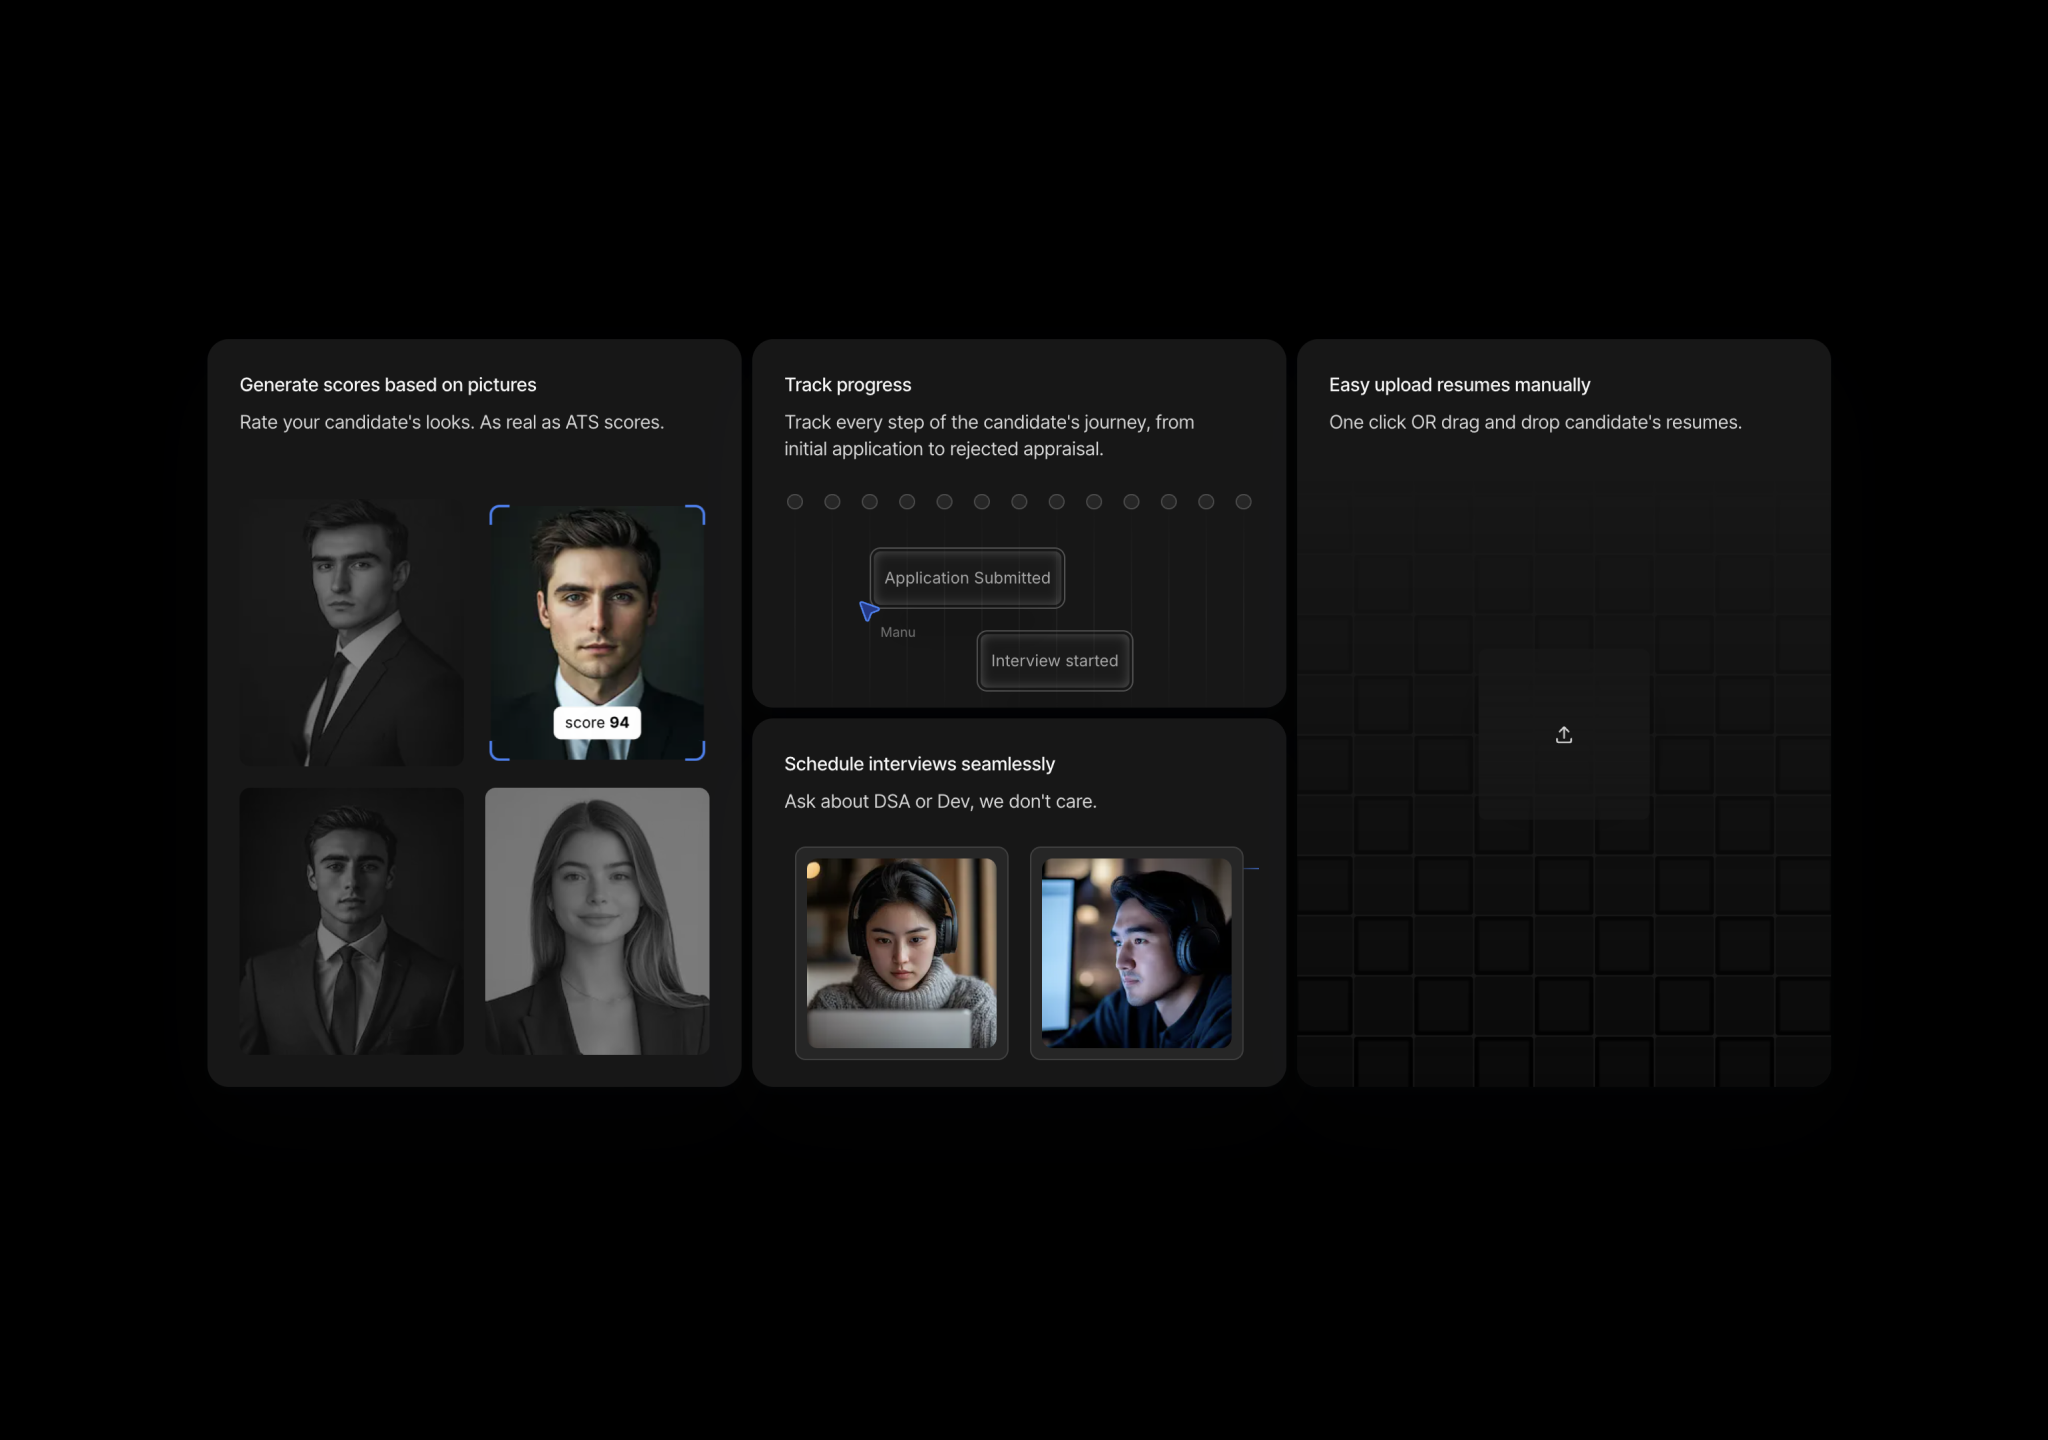 Generate scores based on pictures
Rate your candidate's looks. As real as ATS scores.
score 94
Track progress
Track every step of the candidate's journey, from
initial application to rejected appraisal.
Application Submitted
Manu
Interview started
Schedule interviews seamlessly
Ask about DSA or Dev, we don't care.
Easy upload resumes manually
One click OR drag and drop candidate's resumes.